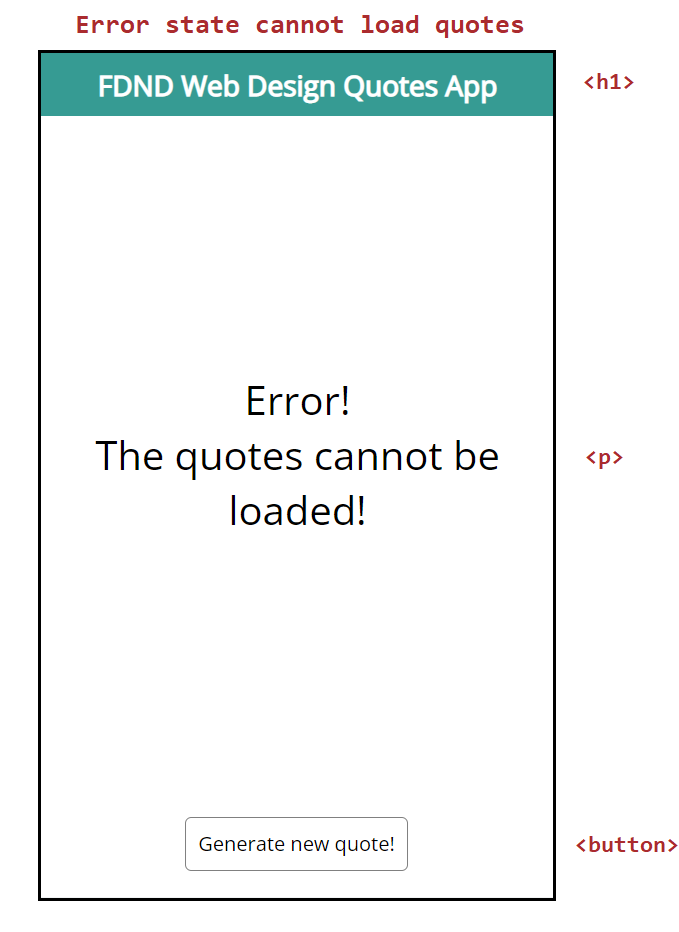 Error state cannot load quotes
FDND Web Design Quotes App
<h1>
Error!
The quotes cannot be
<p>
loaded!
Generate new quote!
<button>